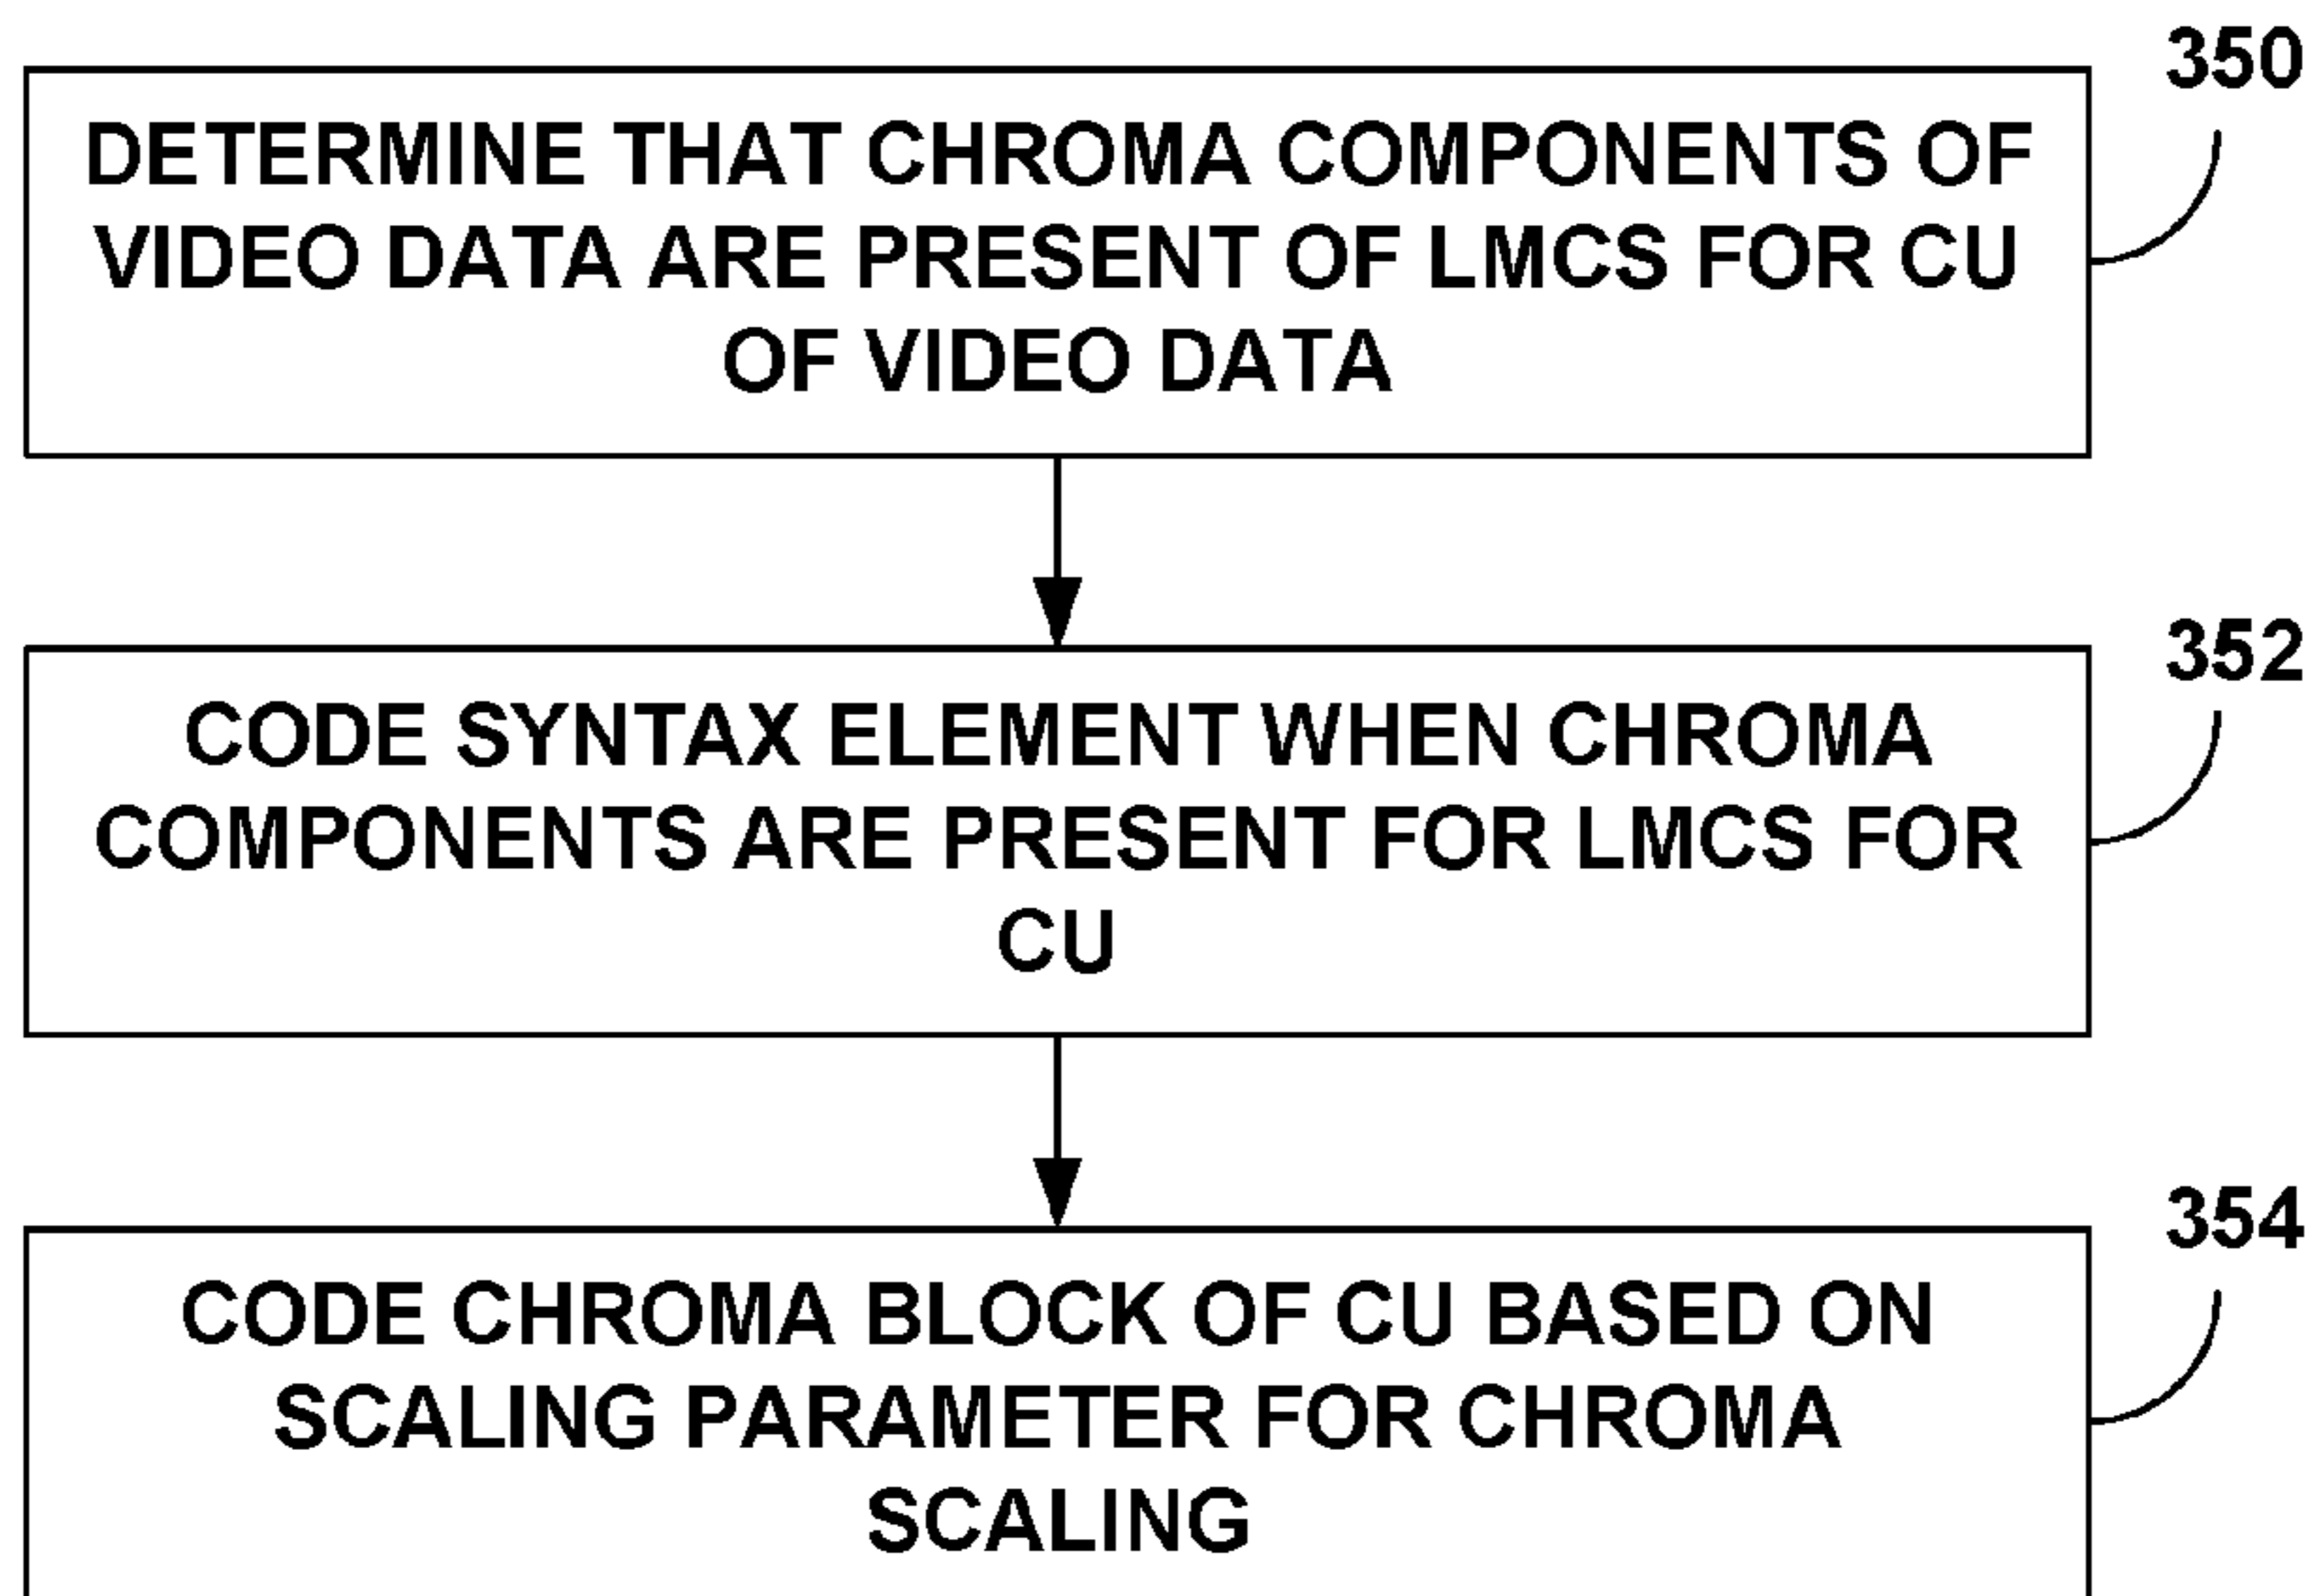 350
DETERMINE THAT CHROMA COMPONENTS OF
VIDEO DATA ARE PRESENT OF LMCS FOR CU
OF VIDEO DATA
352
CODE SYNTAX ELEMENT WHEN CHROMA
COMPONENTS ARE PRESENT FOR LMCS FOR
CU
354
CODE CHROMA BLOCK OF CU BASED ON
SCALING PARAMETER FOR CHROMA
SCALING